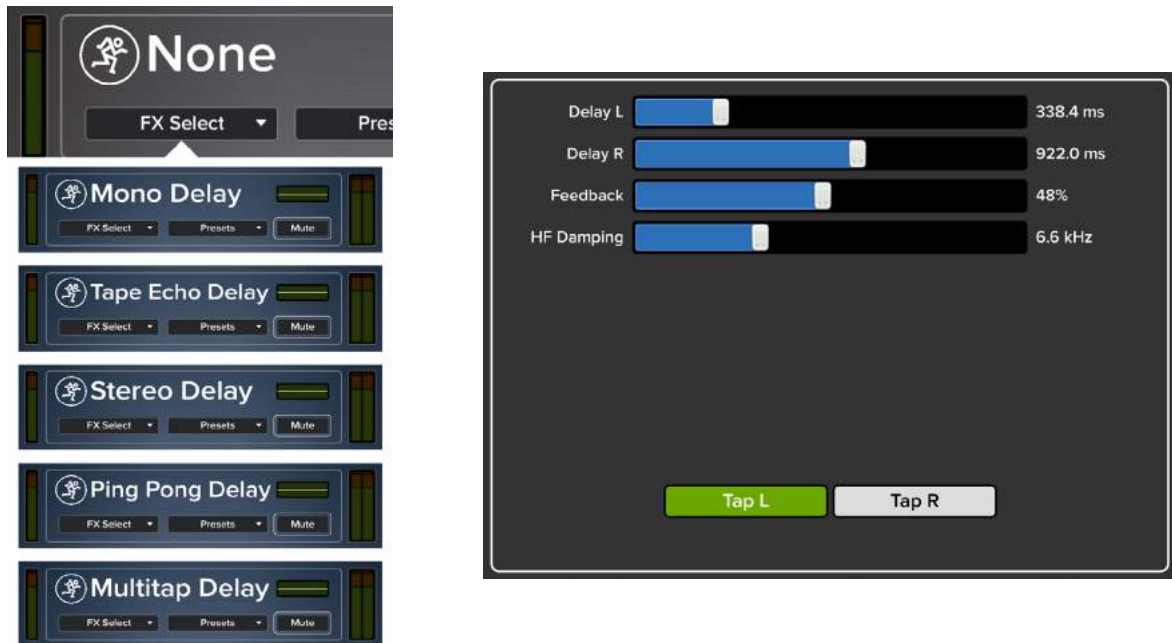 None
FX Select Pres
Mono Delay
FX Select Presets Mute
Tape Echo Delay
FX Select Presets Mute
Stereo Delay
FX Select Presets Mute
Ping Pong Delay
FX Select Presets Mute
Multitap Delay
FX Select Presets Mute
Delay L 338.4 ms
Delay R 922.0 ms
Feedback 48%
HF Damping 6.6 kHz
Tap L Tap R